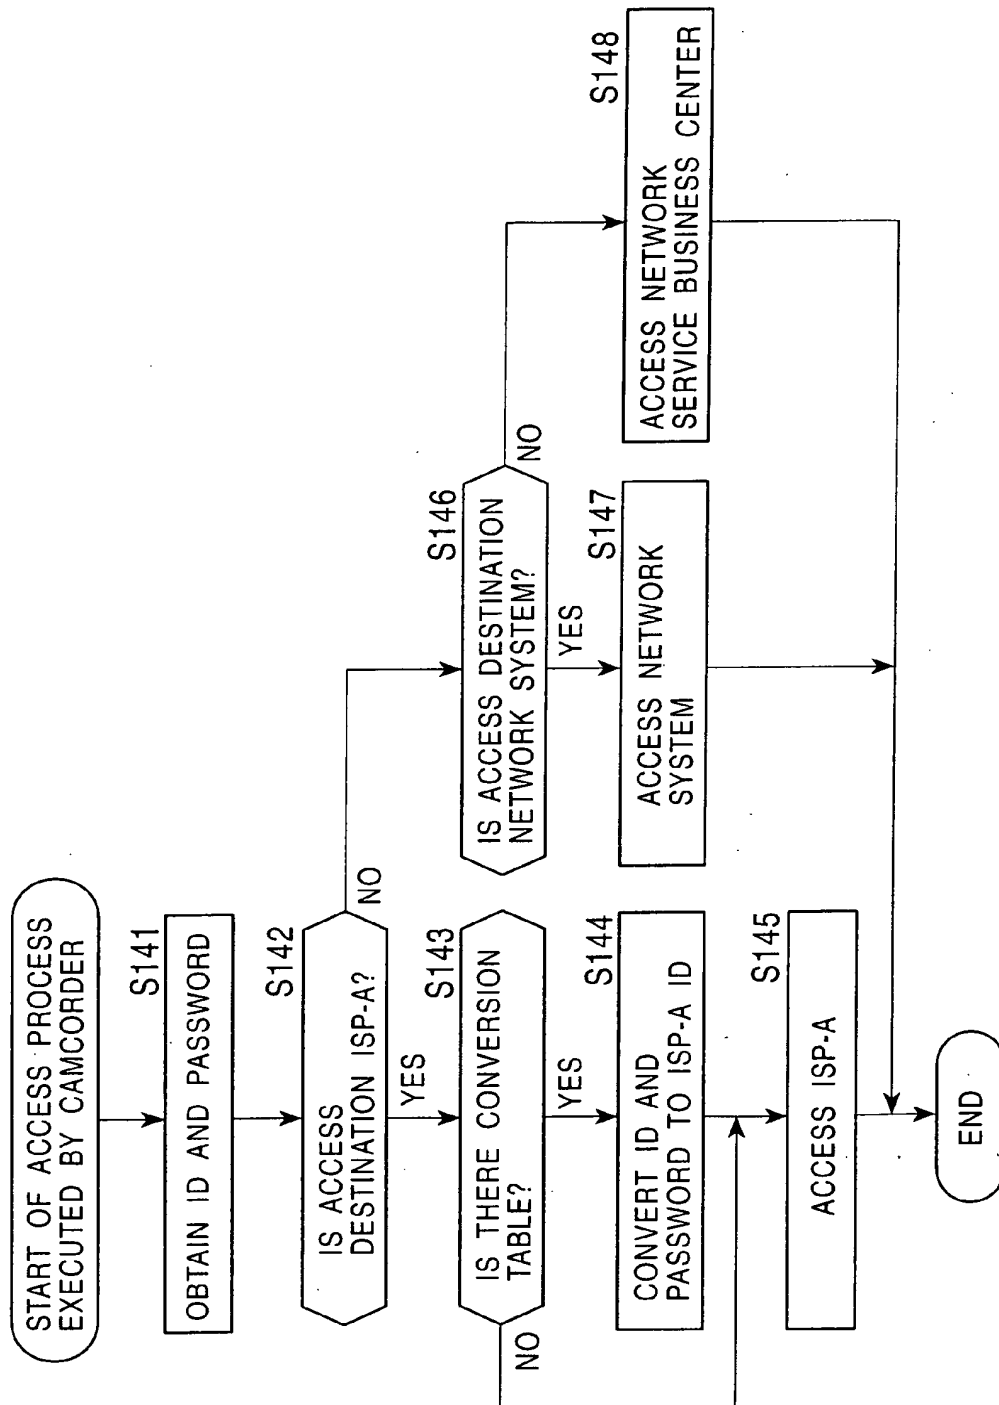 START OF ACCESS PROCESS
EXECUTED BY CAMCORDER
S141
OBTAIN ID AND PASSWORD
S142
IS ACCESS
DESTINATION ISP-A?
NO
YES
S143
IS THERE CONVERSION
TABLE?
NO
YES
S144
CONVERT ID AND
PASSWORD TO ISP-A ID
S145
ACCESS ISP-A
S146
IS ACCESS DESTINATION
NETWORK SYSTEM?
NO
YES
S147
ACCESS NETWORK
SYSTEM
S148
ACCESS NETWORK
SERVICE BUSINESS CENTER
END